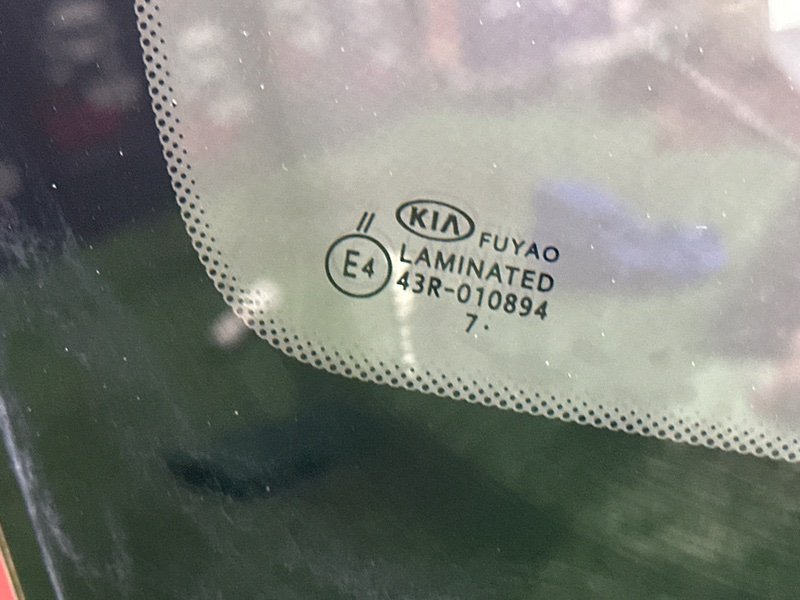 KIA FUYAO
//
E4 LAMINATED
43R-010894
7.